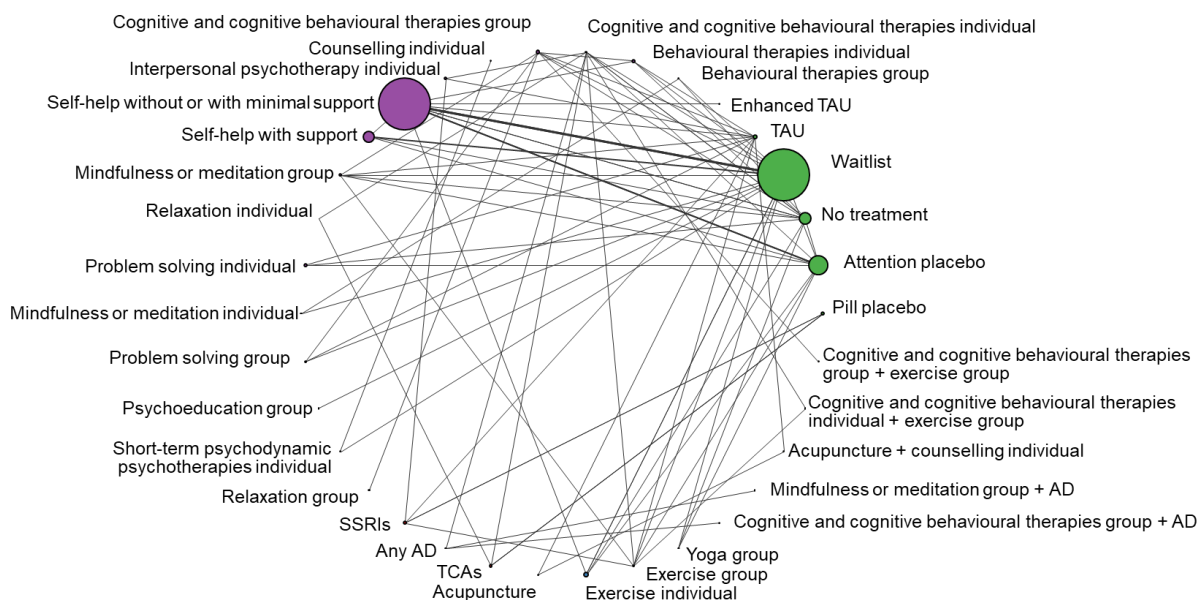 Cognitive and cognitive behavioural therapies group
Cognitive and cognitive behavioural therapies individual
Counselling individual
Behavioural therapies individual
Interpersonal psychotherapy individual
Behavioural therapies group
Self-help without or with minimal support
Enhanced TAU
Self-help with support
TAU
Waitlist
Mindfulness or meditation group
Relaxation individual
No treatment
Problem solving individual
Attention placebo
Mindfulness or meditation individual
Pill placebo
Problem solving group
Cognitive and cognitive behavioural therapies
group + exercise group
Psychoeducation group
Cognitive and cognitive behavioural therapies
individual + exercise group
Short-term psychodynamic
psychotherapies individual
Acupuncture + counselling individual
Relaxation group
Mindfulness or meditation group + AD
SSRIs
Cognitive and cognitive behavioural therapies group + AD
Any AD
Yoga group
TCAs
Exercise group
Acupuncture
Exercise individual